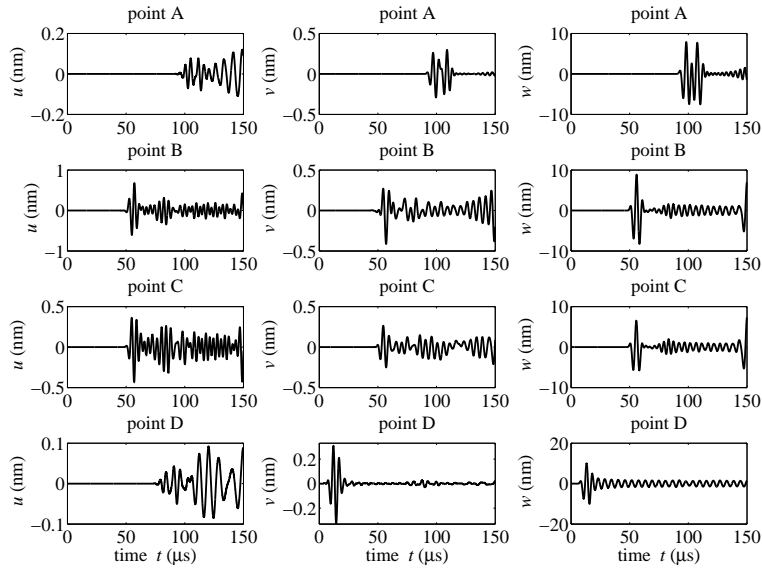 point A
point A
point A
u (nm)
0.2
0
−0.2
0 50 100 150
v (nm)
0.5
0
−0.5
0 50 100 150
w (nm)
10
0
−10
0 50 100 150
point B
point B
point B
u (nm)
1
0
−1
0 50 100 150
v (nm)
0.5
0
−0.5
0 50 100 150
w (nm)
10
0
−10
0 50 100 150
point C
point C
point C
u (nm)
0.5
0
−0.5
0 50 100 150
v (nm)
0.5
0
−0.5
0 50 100 150
w (nm)
10
0
−10
0 50 100 150
point D
point D
point D
u (nm)
0.1
0
−0.1
0 50 100 150
time t (μs)
v (nm)
0.2
0
−0.2
0 50 100 150
time t (μs)
w (nm)
20
0
−20
0 50 100 150
time t (μs)